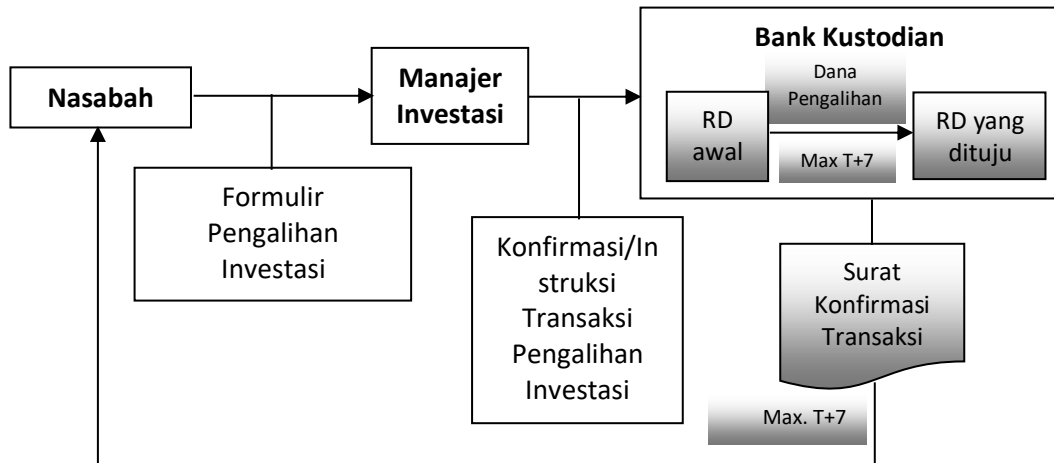 Nasabah
Formulir
Pengalihan
Investasi
Manajer
Investasi
Konfirmasi/In
struksi
Transaksi
Pengalihan
Investasi
Bank Kustodian
Dana
Pengalihan
RD
awal
Max T+7
RD yang
dituju
Surat
Konfirmasi
Transaksi
Max. T+7